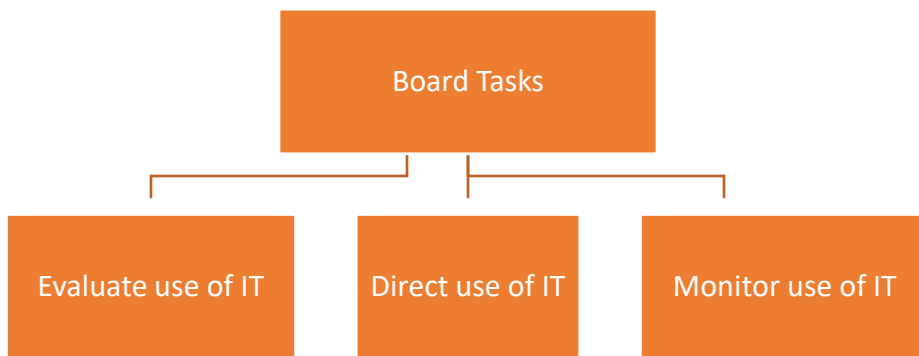 Board Tasks
Evaluate use of IT
Direct use of IT
Monitor use of IT